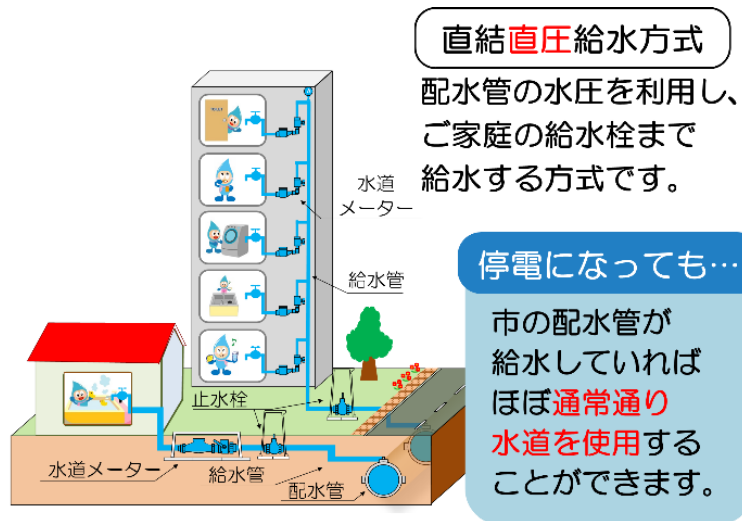 直結直圧給水方式
配水管の水圧を利用し、
ご家庭の給水栓まで
給水する方式です。
水道
メーター
給水管
停電になっても…
市の配水管が
給水していれば
ほぼ通常通り
水道を使用する
ことができます。
止水栓
水道メーター
給水管
配水管